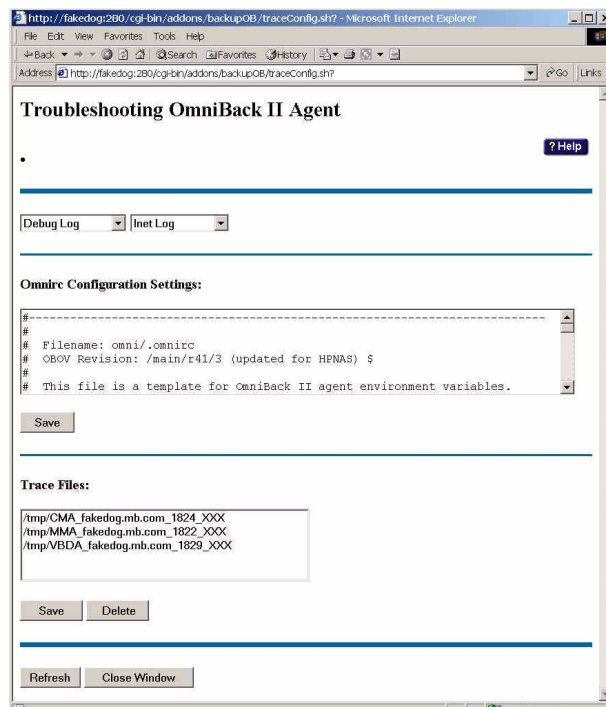 http://fakedog:280/cgi-bin/addons/backupOB/traceConfig.sh? - Microsoft Internet Explorer
File Edit View Favorites Tools Help
Back Search Favorites History
Address http://fakedog:280/cgi-bin/addons/backupOB/traceConfig.sh? Go Links
Troubleshooting OmniBack II Agent
? Help
Debug Log Inet Log
Omnirc Configuration Settings:
#---------------------------------------------------------------------------
#
# Filename: omni/.omnirc
# OBOV Revision: /main/r41/3 (updated for HPNAS) $
#
# This file is a template for OmniBack II agent environment variables.
Save
Trace Files:
/tmp/CMA_fakedog.mb.com_1824_XXX
/tmp/MMA_fakedog.mb.com_1822_XXX
/tmp/VBDA_fakedog.mb.com_1829_XXX
Save Delete
Refresh Close Window